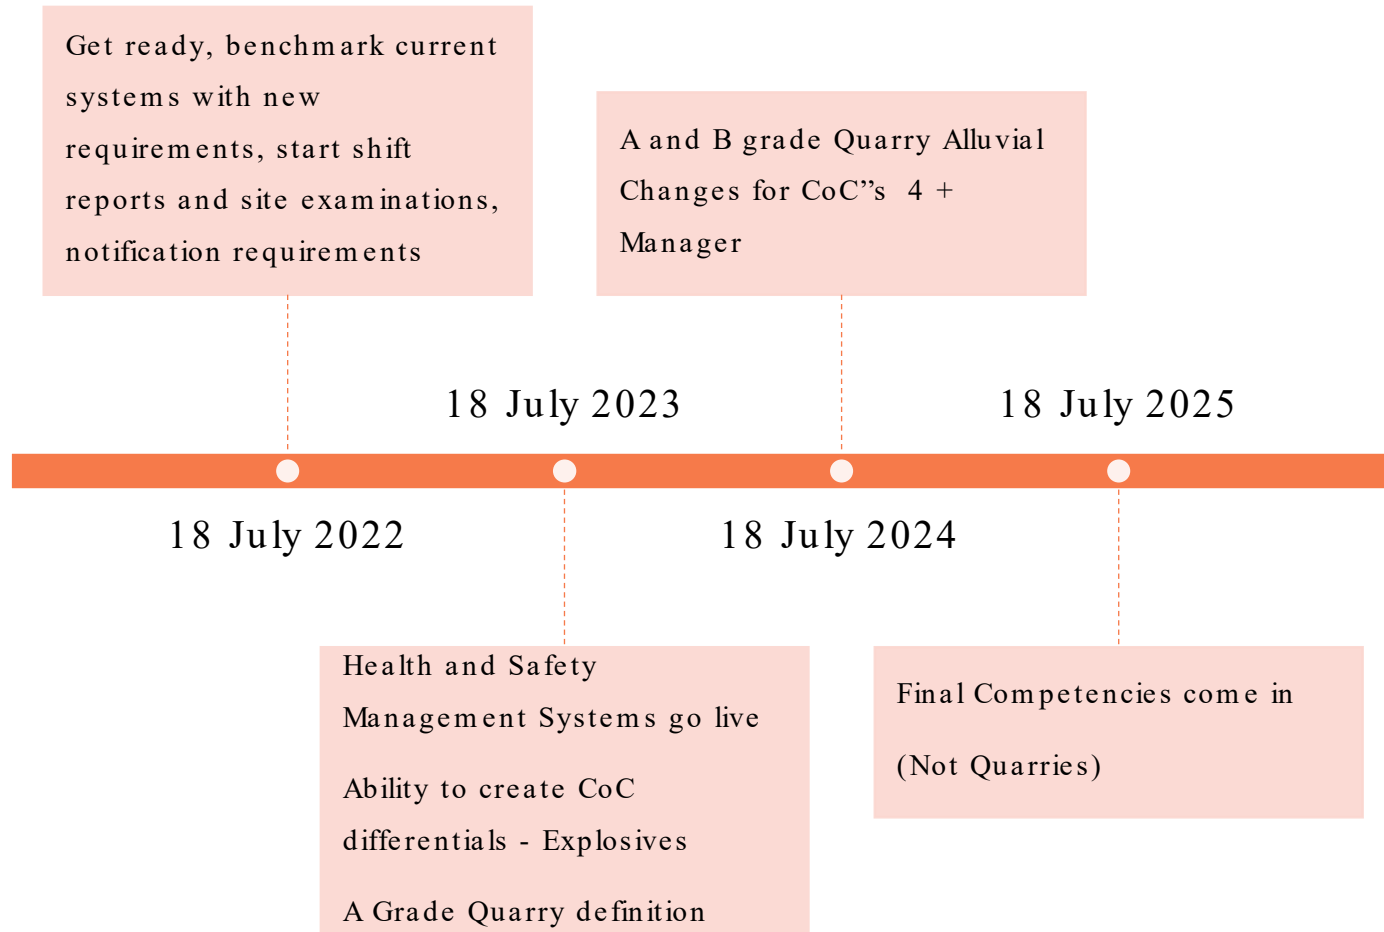 Get ready, benchmark current
systems with new
requirements, start shift
reports and site examinations,
notification requirements
A and B grade Quarry Alluvial
Changes for CoC”s 4 +
Manager
18 July 2023
18 July 2025
18 July 2022
18 July 2024
Health and Safety
Management Systems go live
Ability to create CoC
differentials - Explosives
A Grade Quarry definition
Final Competencies come in
(Not Quarries)